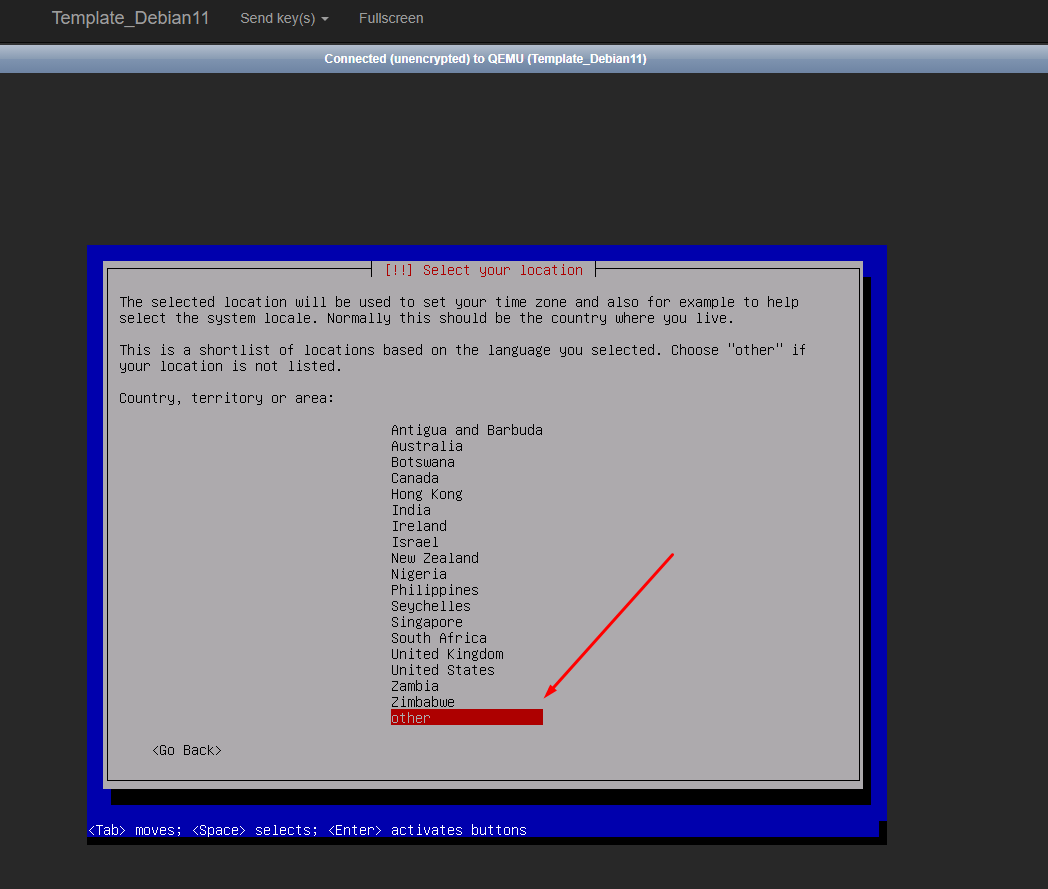 Template_Debian11 Send key(s) Fullscreen
Connected (unencrypted) to QEMU (Template_Debian11)
[!!] Select your location
The selected location will be used to set your time zone and also for example to help
select the system locale. Normally this should be the country where you live.
This is a shortlist of locations based on the language you selected. Choose "other" if
your location is not listed.
Country, territory or area:
Antigua and Barbuda
Australia
Botswana
Canada
Hong Kong
India
Ireland
Israel
New Zealand
Nigeria
Philippines
Seychelles
Singapore
South Africa
United Kingdom
United States
Zambia
Zimbabwe
other
<Go Back>
<Tab> moves; <Space> selects; <Enter> activates buttons